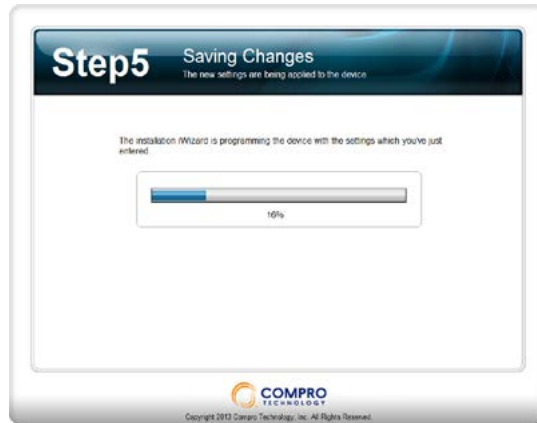 Step5
Saving Changes
The new settings are being applied to the device
The installation iWizard is programming the device with the settings which you've just
entered.
16%
COMPRO
TECHNOLOGY
Copyright 2013 Compro Technology, Inc. All Rights Reserved.